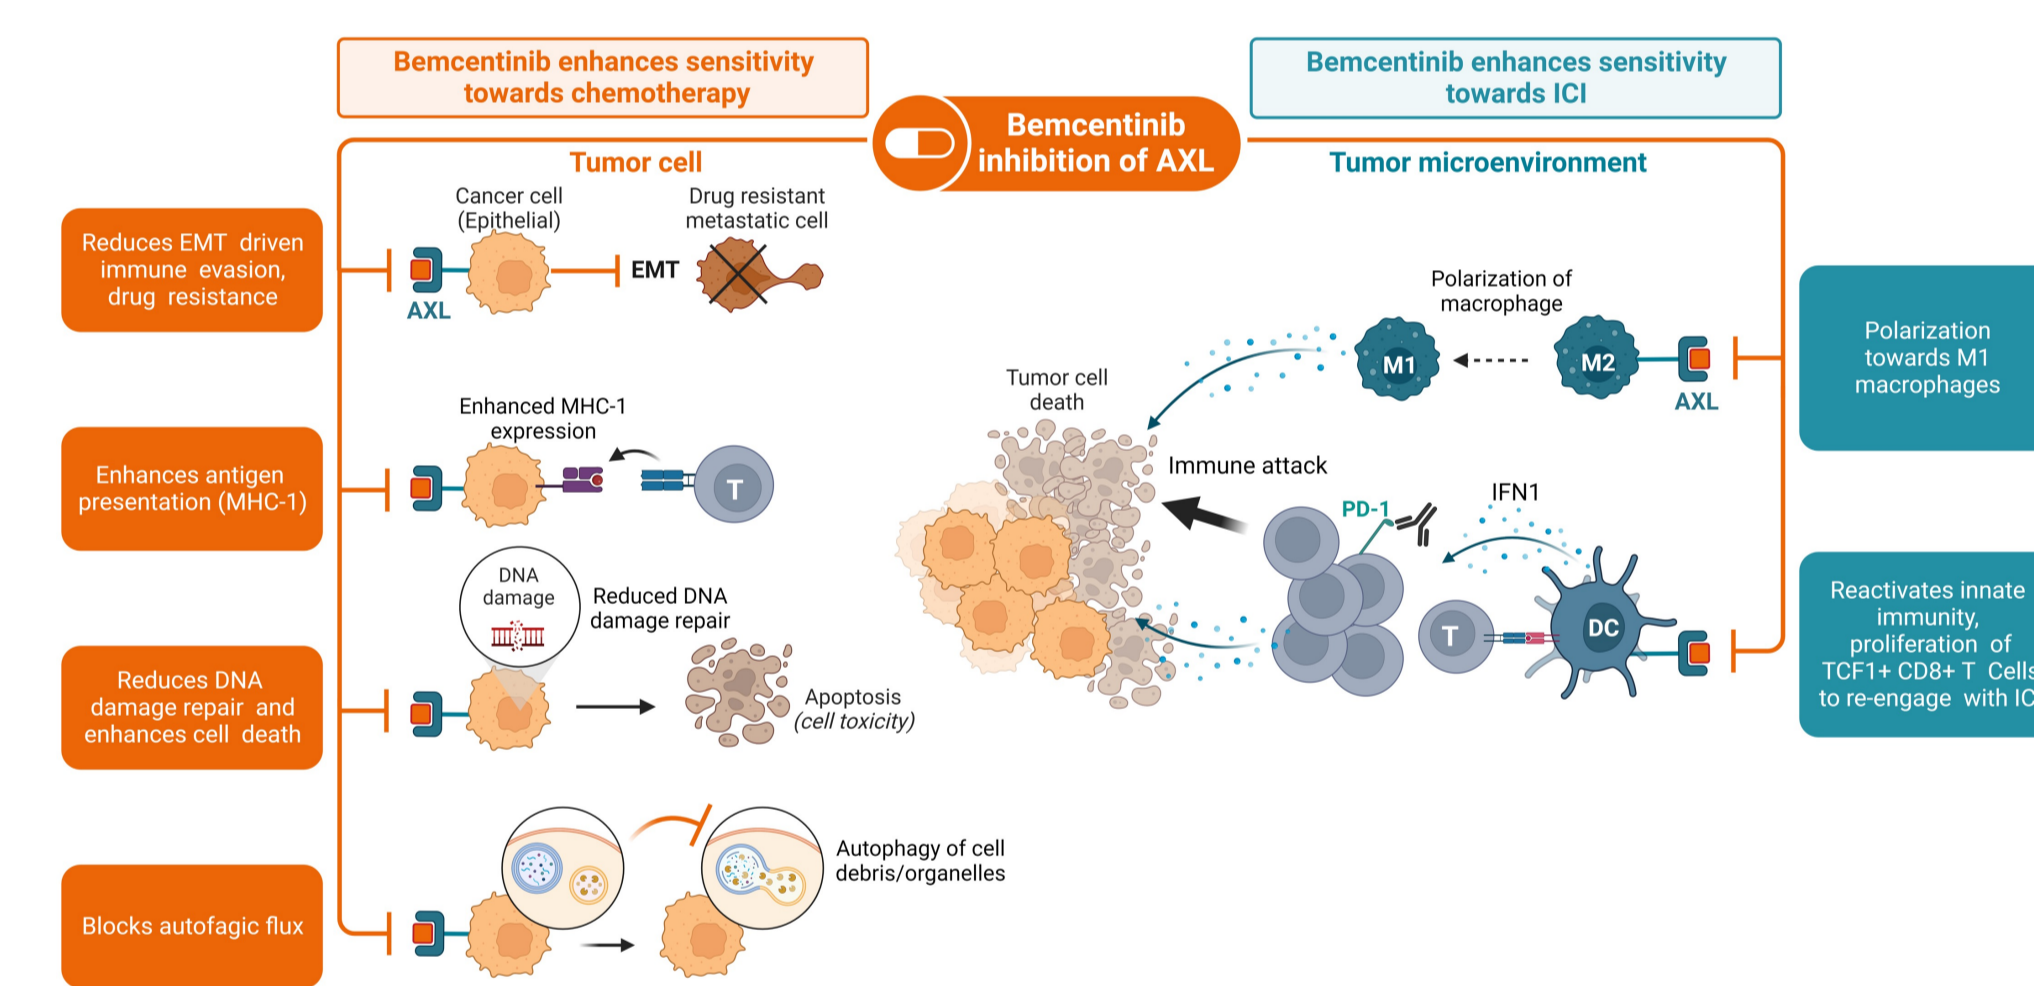 Bemcentinib enhances sensitivity
towards chemotherapy
Bemcentinib
inhibition of AXL
Bemcentinib enhances sensitivity
towards ICI
Tumor cell
Tumor microenvironment
Reduces EMT driven
immune evasion,
drug resistance
Cancer cell
(Epithelial)
Drug resistant
metastatic cell
EMT
AXL
Enhances antigen
presentation (MHC-1)
Enhanced MHC-1
expression
T
Reduces DNA
damage repair and
enhances cell death
DNA
damage
Reduced DNA
damage repair
Apoptosis
(cell toxicity)
Blocks autofagic flux
Autophagy of cell
debris/organelles
Tumor cell
death
Polarization of
macrophage
M1
M2
AXL
Polarization
towards M1
macrophages
Immune attack
PD-1
IFN1
T
DC
Reactivates innate
immunity,
proliferation of
TCF1+ CD8+ T Cells
to re-engage with IC